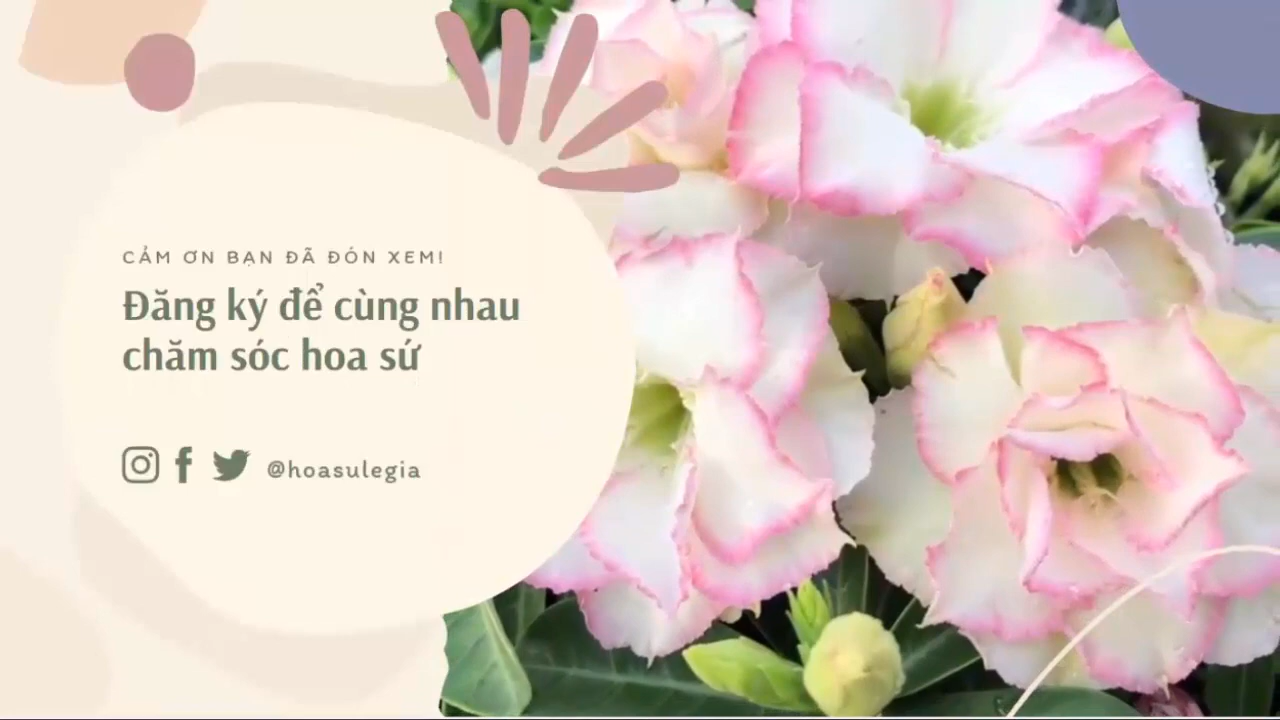 CẢM ƠN BẠN ĐÃ ĐÓN XEM!
Đăng ký để cùng nhau
chăm sóc hoa sứ
@hoasulegia